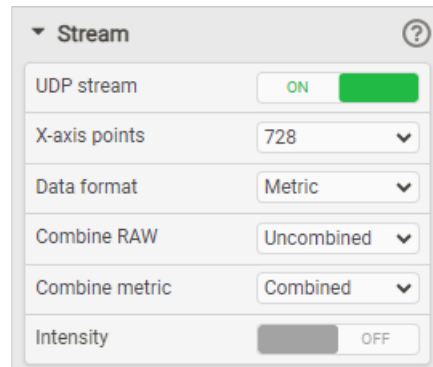 Stream ?
UDP stream ON
X-axis points 728
Data format Metric
Combine RAW Uncombined
Combine metric Combined
Intensity OFF